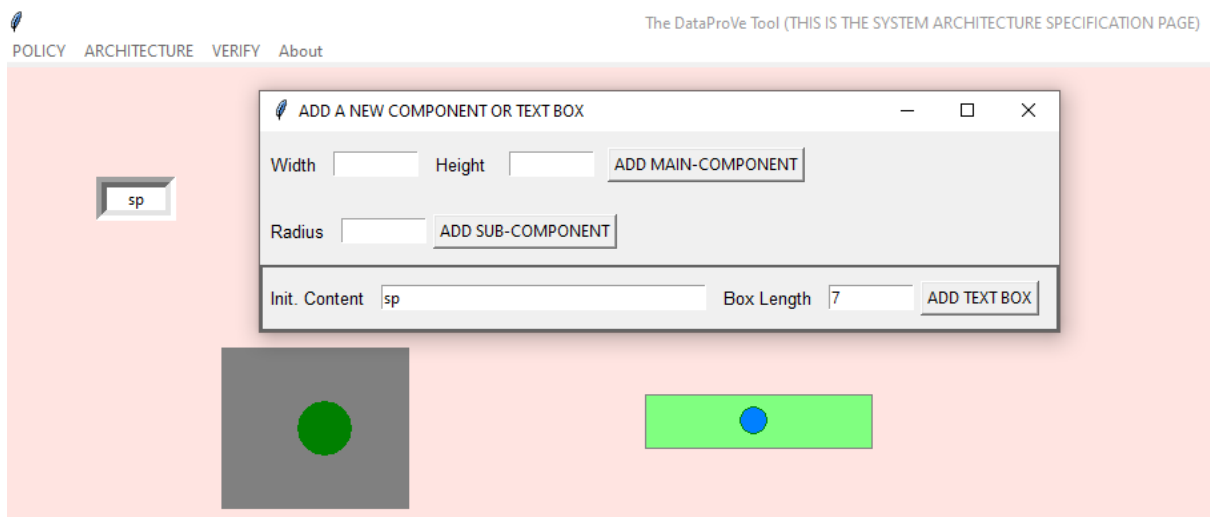 The DataProVe Tool (THIS IS THE SYSTEM ARCHITECTURE SPECIFICATION PAGE)
POLICY ARCHITECTURE VERIFY About
ADD A NEW COMPONENT OR TEXT BOX
Width Height ADD MAIN-COMPONENT
sp
Radius ADD SUB-COMPONENT
Init. Content sp Box Length 7 ADD TEXT BOX